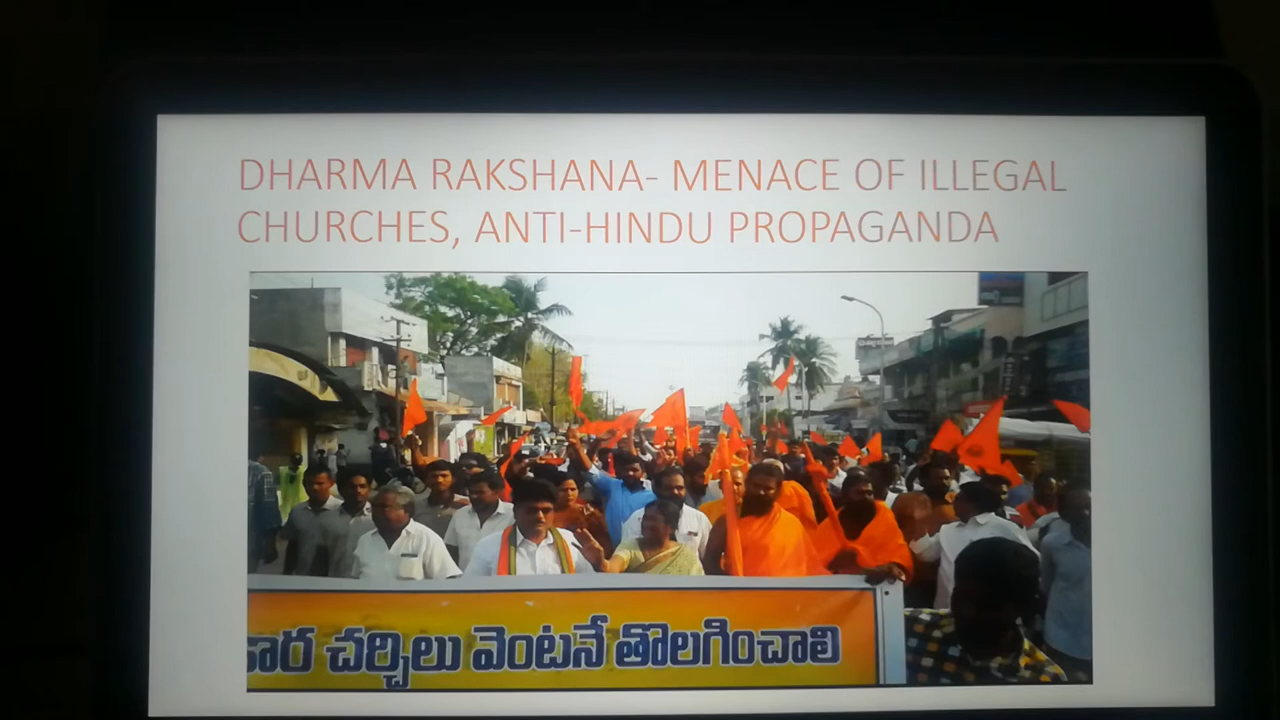 DHARMA RAKSHANA- MENACE OF ILLEGAL
CHURCHES, ANTI-HINDU PROPAGANDA
చర్చిలు వెంటనే తొలగించాలి